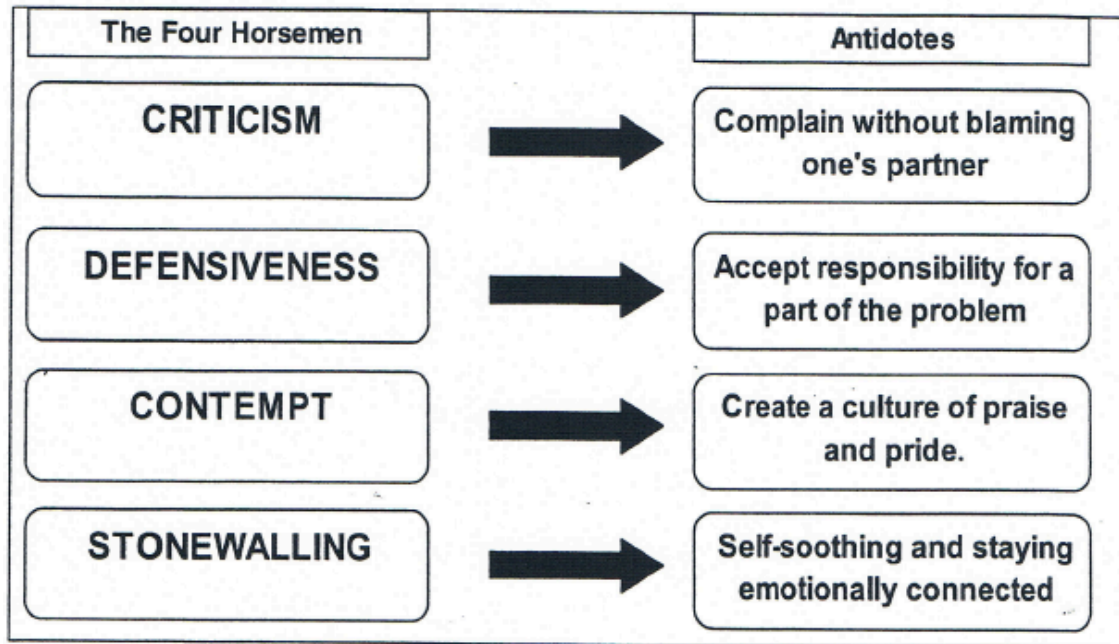 The Four Horsemen
Antidotes
CRITICISM
Complain without blaming
one's partner
DEFENSIVENESS
Accept responsibility for a
part of the problem
CONTEMPT
Create a culture of praise
and pride.
STONEWALLING
Self-soothing and staying
emotionally connected